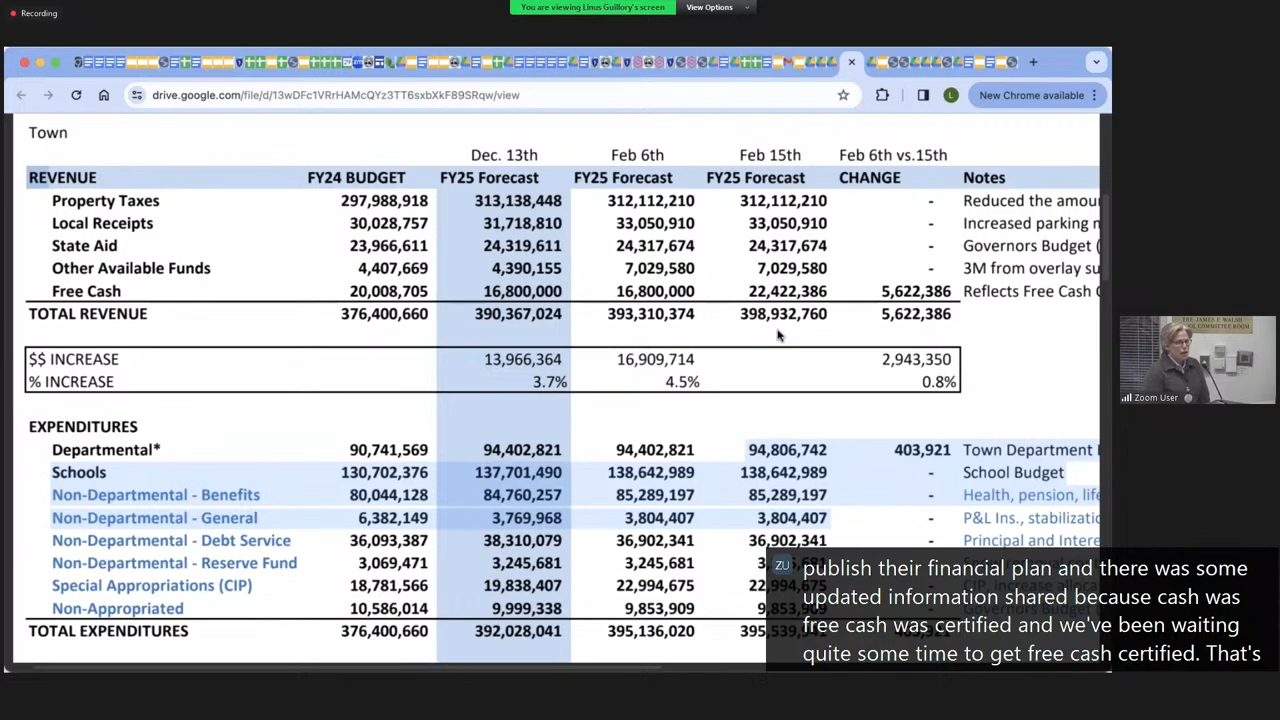 Recording
You are viewing Linus Guillory's screen
View Options
drive.google.com/file/d/13wDFc1VRrHAMcQYz3TT6sxbXkF89SRqw/view
New Chrome available
Town
Dec. 13th Feb 6th Feb 15th Feb 6th vs.15th
REVENUE FY24 BUDGET FY25 Forecast FY25 Forecast FY25 Forecast CHANGE Notes
Property Taxes 297,988,918 313,138,448 312,112,210 312,112,210 - Reduced the amou
Local Receipts 30,028,757 31,718,810 33,050,910 33,050,910 - Increased parking
State Aid 23,966,611 24,319,611 24,317,674 24,317,674 - Governors Budget (
Other Available Funds 4,407,669 4,390,155 7,029,580 7,029,580 - 3M from overlay su
Free Cash 20,008,705 16,800,000 16,800,000 22,422,386 5,622,386 Reflects Free Cash
TOTAL REVENUE 376,400,660 390,367,024 393,310,374 398,932,760 5,622,386
$$ INCREASE 13,966,364 16,909,714 2,943,350
% INCREASE 3.7% 4.5% 0.8%
EXPENDITURES
Departmental* 90,741,569 94,402,821 94,402,821 94,806,742 403,921 Town Department
Schools 130,702,376 137,701,490 138,642,989 138,642,989 - School Budget
Non-Departmental - Benefits 80,044,128 84,760,257 85,289,197 85,289,197 - Health, pension, life
Non-Departmental - General 6,382,149 3,769,968 3,804,407 3,804,407 - P&L Ins., stabilizatio
Non-Departmental - Debt Service 36,093,387 38,310,079 36,902,341 36,902,341 - Principal and Intere
Non-Departmental - Reserve Fund 3,069,471 3,245,681 3,245,681
Special Appropriations (CIP) 18,781,566 19,838,407 22,994,675 22,994,675
Non-Appropriated 10,586,014 9,999,338 9,853,909 9,853,909
TOTAL EXPENDITURES 376,400,660 392,028,041 395,136,020 395,539,941
ZU
publish their financial plan and there was some
updated information shared because cash was
free cash was certified and we've been waiting
quite some time to get free cash certified. That's
THE JAMES F WALSH
COMMITTEE ROOM
Zoom User